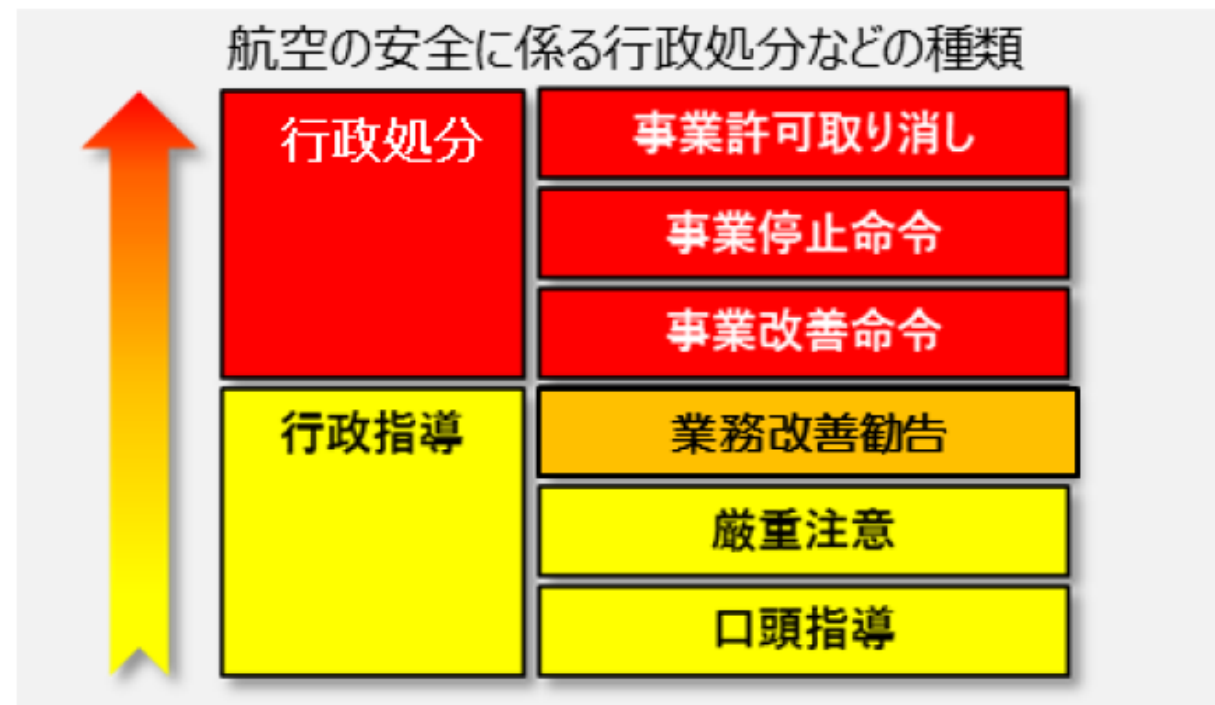 航空の安全に係る行政処分などの種類
行政処分
事業許可取り消し
事業停止命令
事業改善命令
行政指導
業務改善勧告
厳重注意
口頭指導